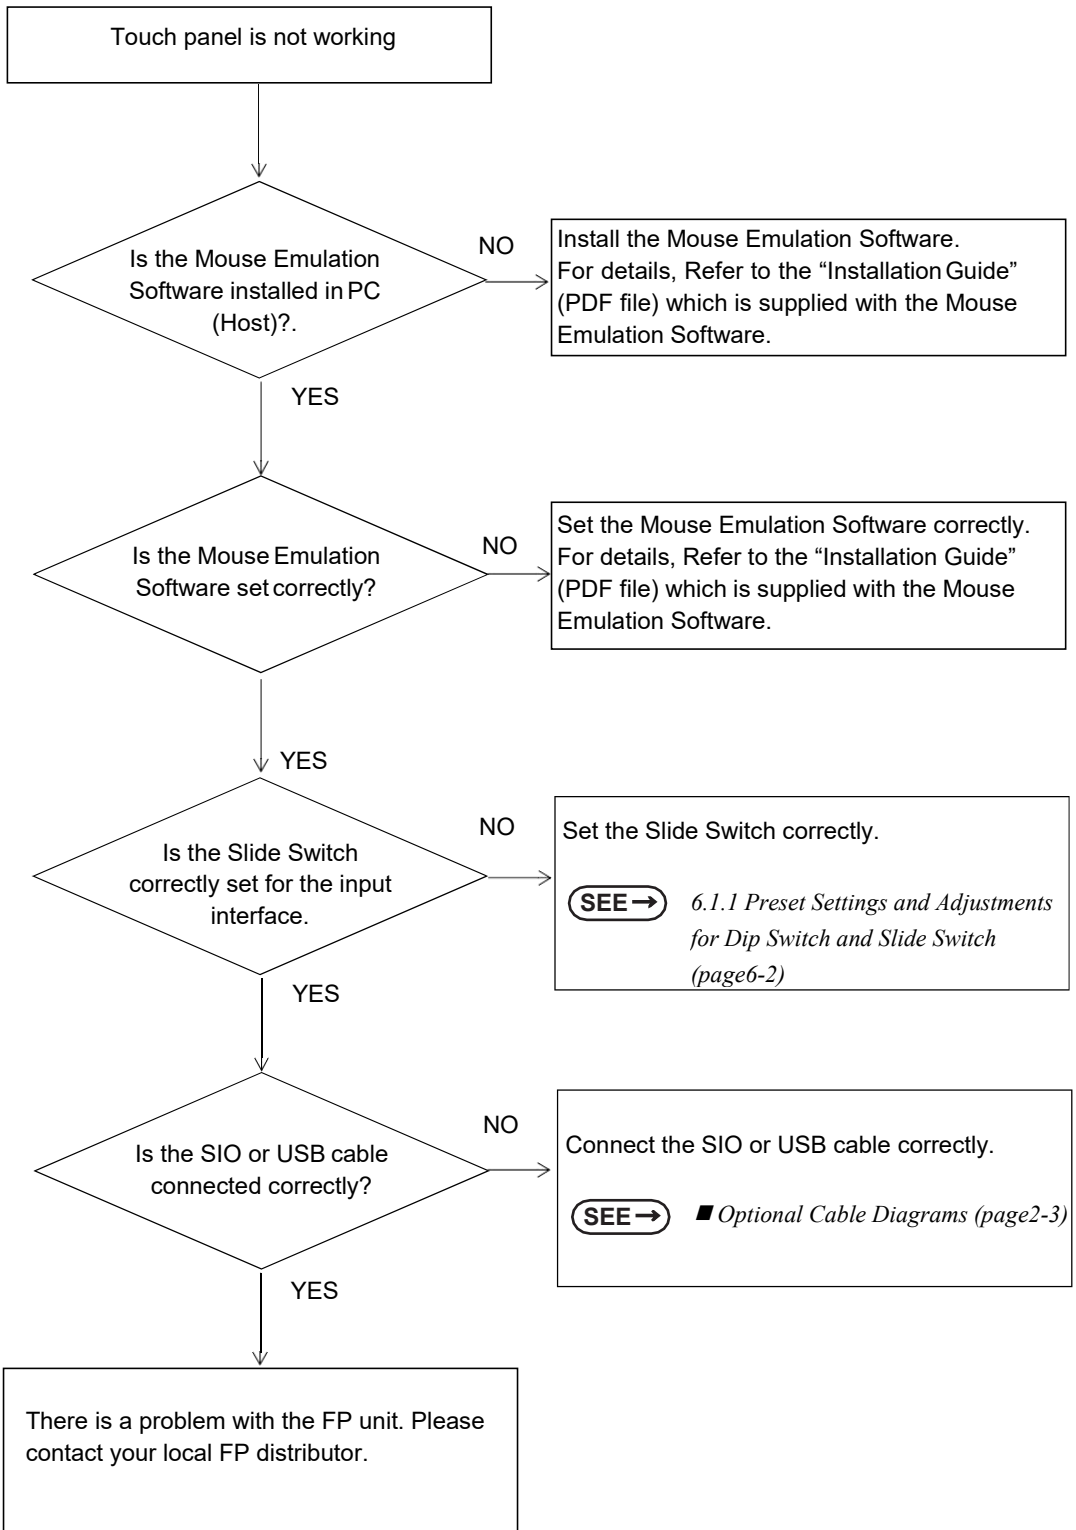 Touch panel is not working
Is the Mouse Emulation
Software installed in PC
(Host)?.
NO
Install the Mouse Emulation Software.
For details, Refer to the “Installation Guide”
(PDF file) which is supplied with the Mouse
Emulation Software.
YES
Is the Mouse Emulation
Software set correctly?
NO
Set the Mouse Emulation Software correctly.
For details, Refer to the “Installation Guide”
(PDF file) which is supplied with the Mouse
Emulation Software.
YES
Is the Slide Switch
correctly set for the input
interface.
NO
Set the Slide Switch correctly.
SEE→ 6.1.1 Preset Settings and Adjustments
for Dip Switch and Slide Switch
(page6-2)
YES
Is the SIO or USB cable
connected correctly?
NO
Connect the SIO or USB cable correctly.
SEE→ ■ Optional Cable Diagrams (page2-3)
YES
There is a problem with the FP unit. Please
contact your local FP distributor.